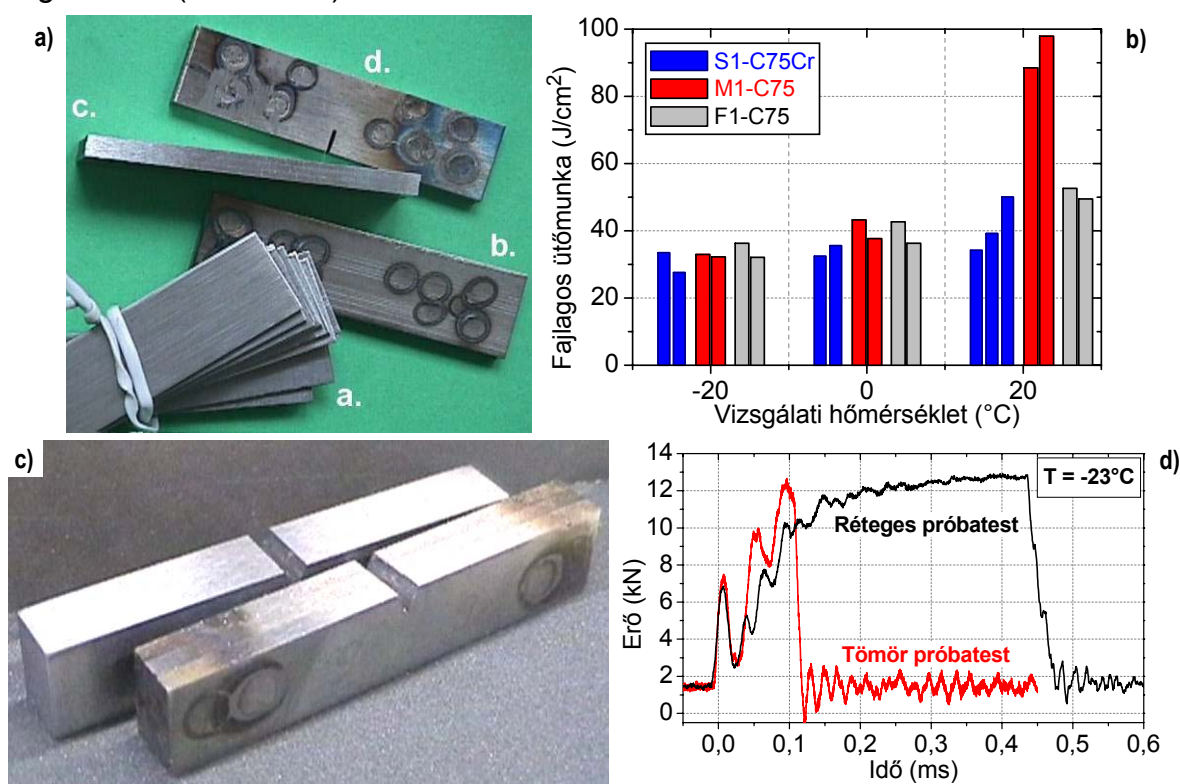 a)
d.
c.
b.
a.
b)
Fajlagos ütőmunka (J/cm²)
100
80
60
40
20
0
S1-C75Cr
M1-C75
F1-C75
-20
0
20
Vizsgálati hőmérséklet (°C)
c)
d)
Erő (kN)
14
12
10
8
6
4
2
0
T = -23°C
Réteges próbatest
Tömör próbatest
0,0
0,1
0,2
0,3
0,4
0,5
0,6
Idő (ms)